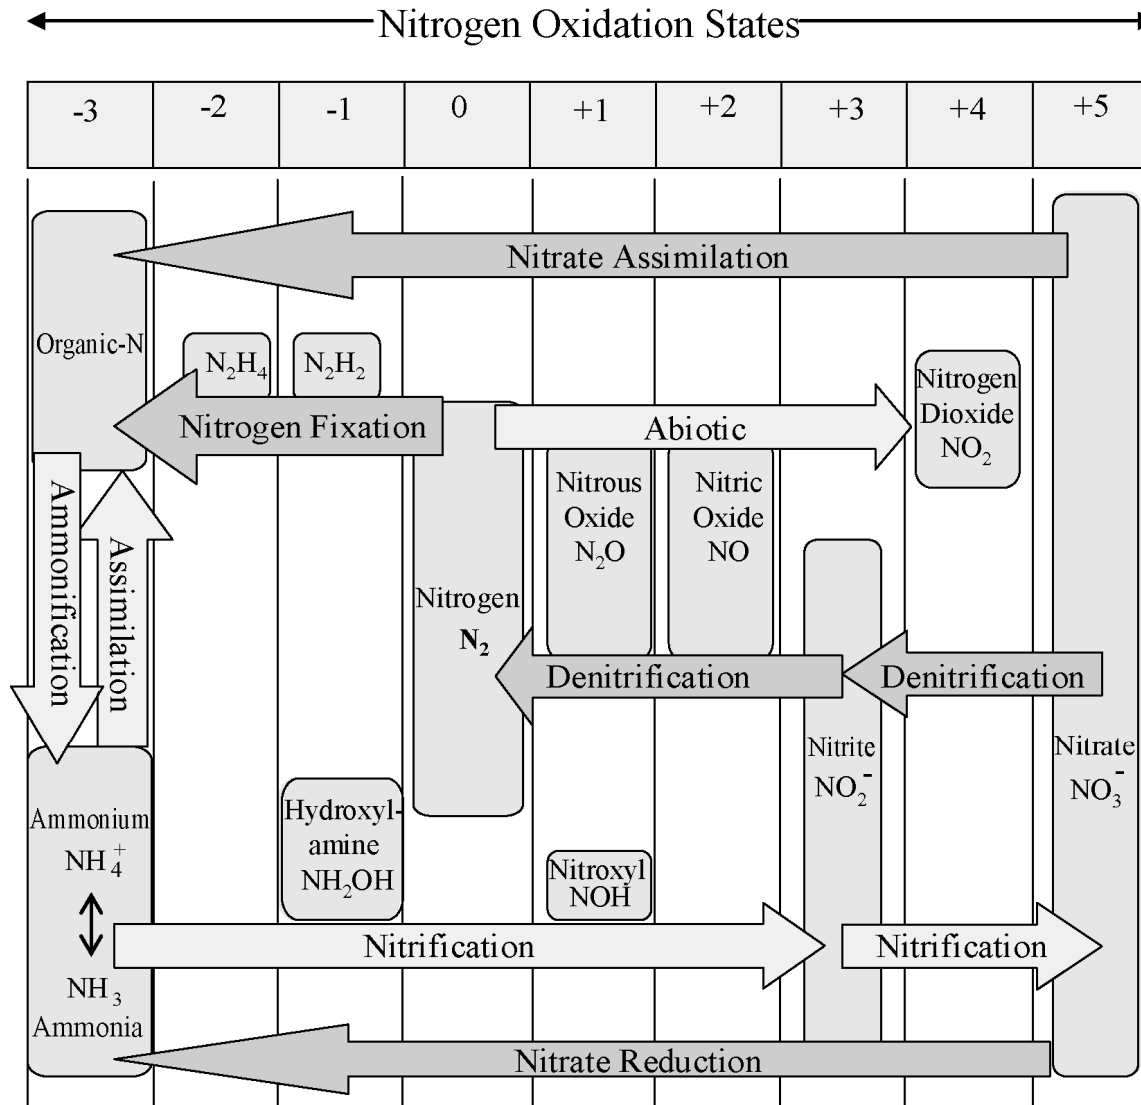 Nitrogen Oxidation States
-3 -2 -1 0 +1 +2 +3 +4 +5
Nitrate Assimilation
Organic-N
N₂H₄
N₂H₂
Nitrogen
Dioxide
NO₂
Nitrogen Fixation
Abiotic
Nitrous
Oxide
N₂O
Nitric
Oxide
NO
Ammonification
Assimilation
Nitrogen
N₂
Denitrification
Denitrification
Nitrite
NO₂⁻
Nitrate
NO₃⁻
Ammonium
NH₄⁺
Hydroxyl-
amine
NH₂OH
Nitroxyl
NOH
Nitrification
Nitrification
NH₃
Ammonia
Nitrate Reduction